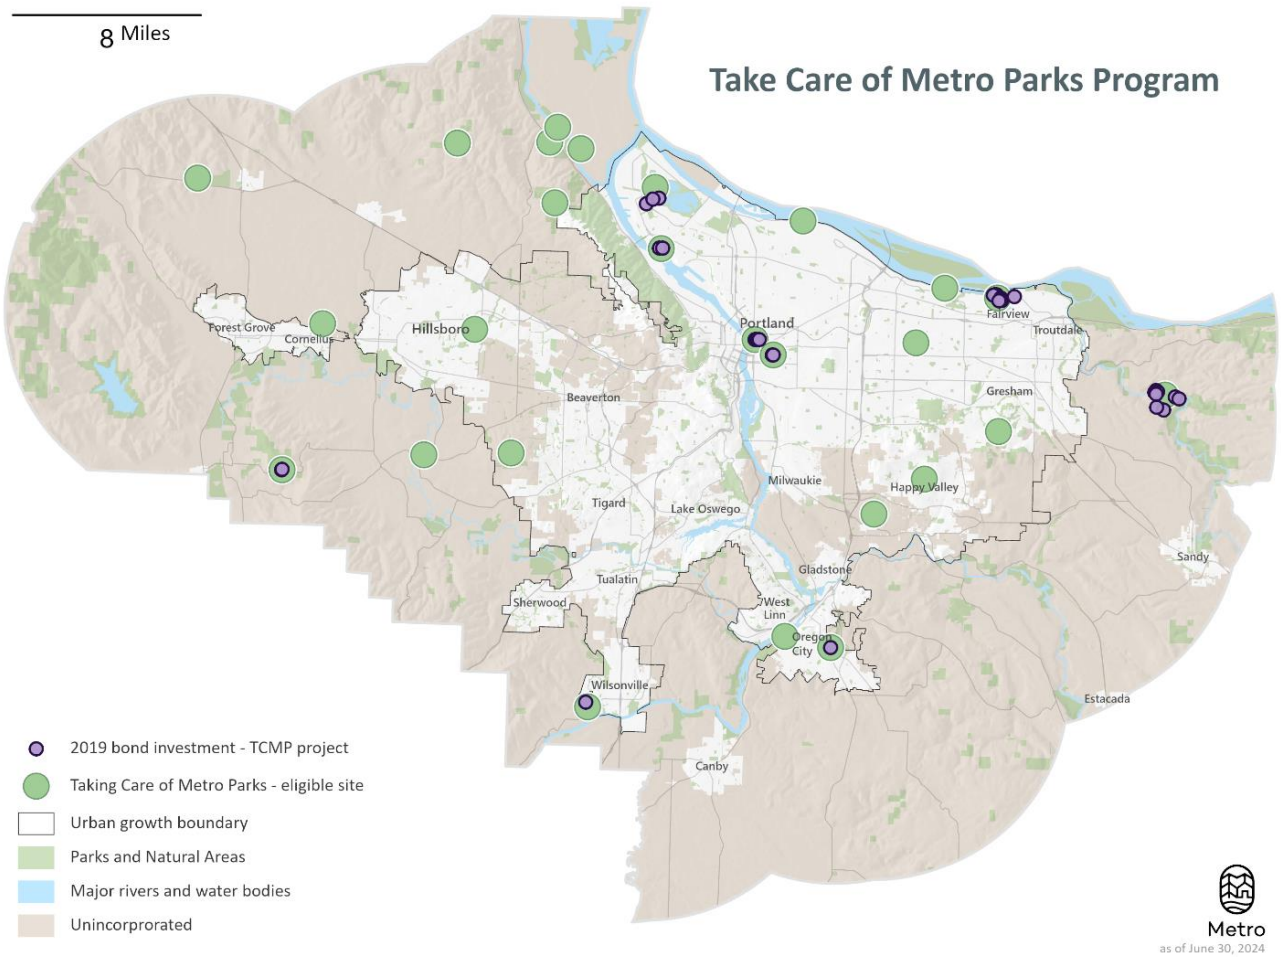 8 Miles
Take Care of Metro Parks Program
Forest Grove
Cornelius
Hillsboro
Portland
Fairview
Troutdale
Beaverton
Gresham
Milwaukie
Happy Valley
Tigard
Lake Oswego
Sandy
Tualatin
Gladstone
Sherwood
West
Linn
Oregon
City
Wilsonville
Estacada
Canby
2019 bond investment - TCMP project
Taking Care of Metro Parks - eligible site
Urban growth boundary
Parks and Natural Areas
Major rivers and water bodies
Unincorprorated
Metro
as of June 30, 2024